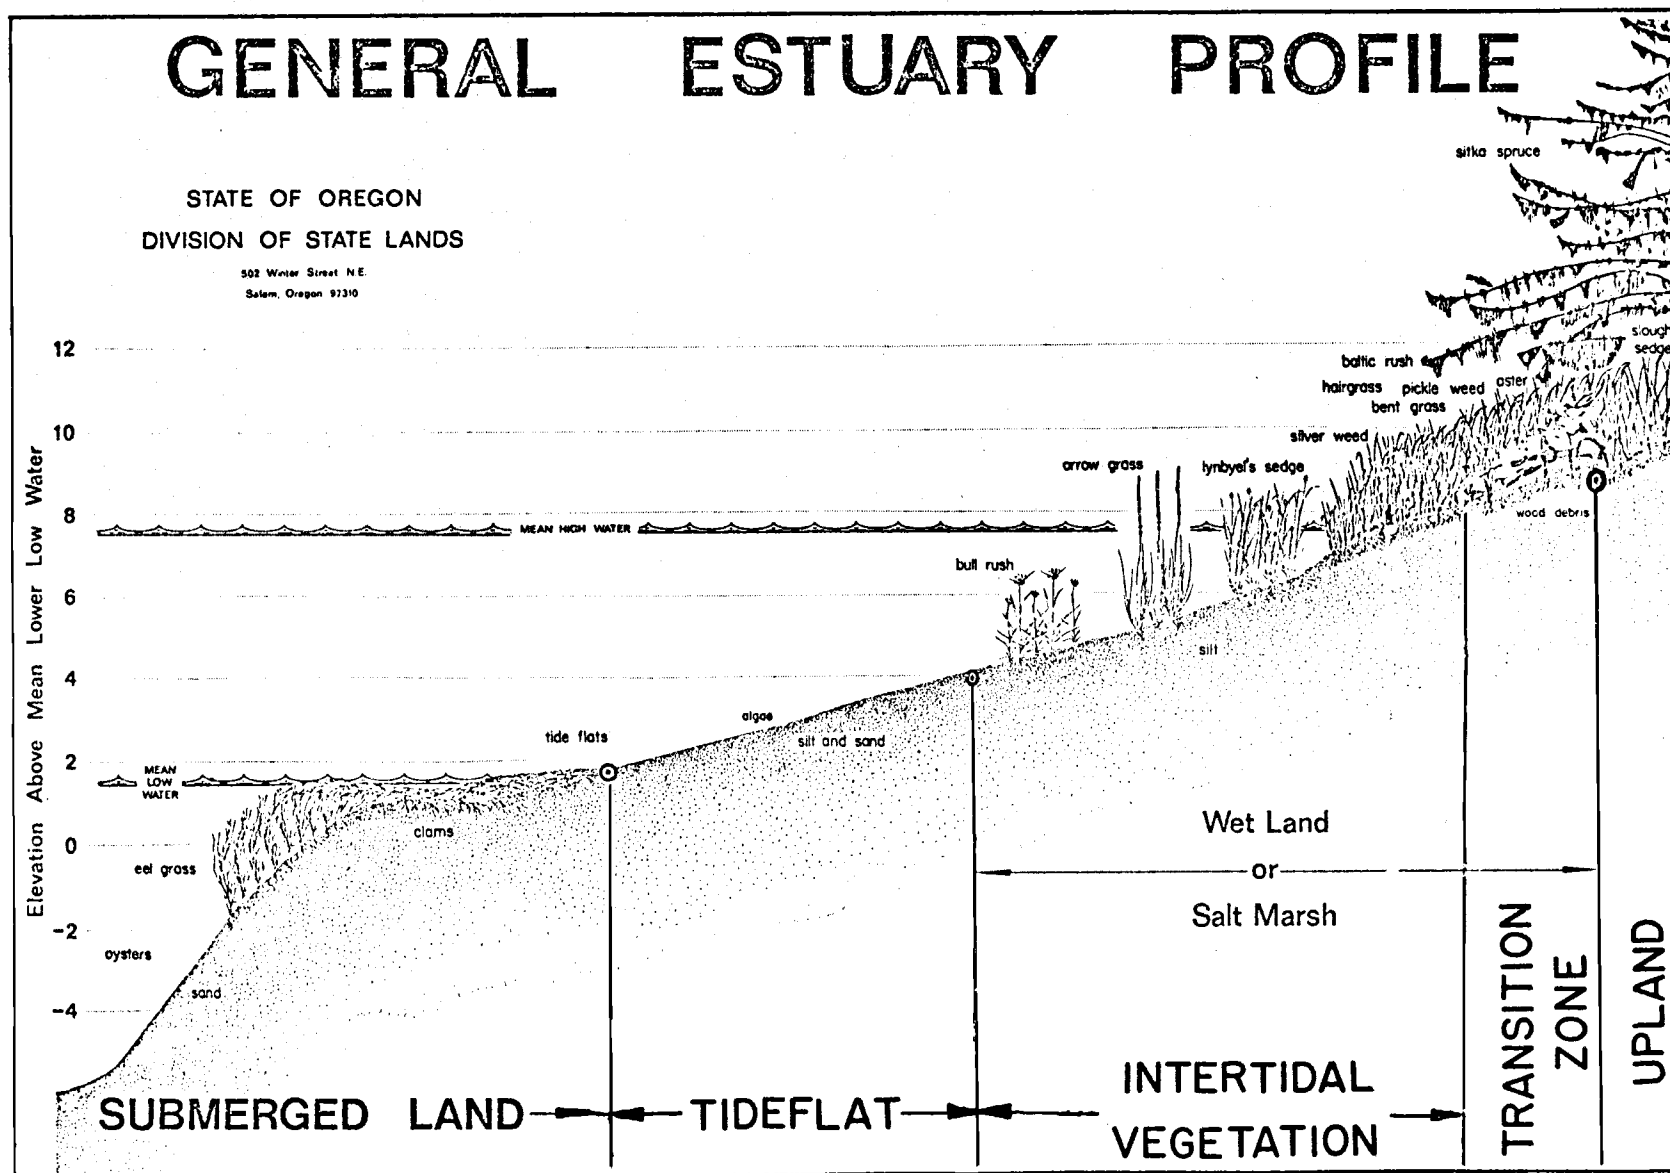 GENERAL ESTUARY PROFILE
STATE OF OREGON
DIVISION OF STATE LANDS
502 Winter Street N.E.
Salem, Oregon 97310
Elevation Above Mean Lower Low Water
12
10
8
6
4
2
0
-2
-4
MEAN HIGH WATER
MEAN
LOW
WATER
sitka spruce
slough
sedge
baltic rush
hairgrass
pickle weed
aster
bent grass
silver weed
arrow grass
lynbyel's sedge
wood debris
bull rush
silt
algae
tide flats
silt and sand
clams
eel grass
oysters
sand
Wet Land
or
Salt Marsh
SUBMERGED LAND
TIDEFLAT
INTERTIDAL
VEGETATION
TRANSITION
ZONE
UPLAND